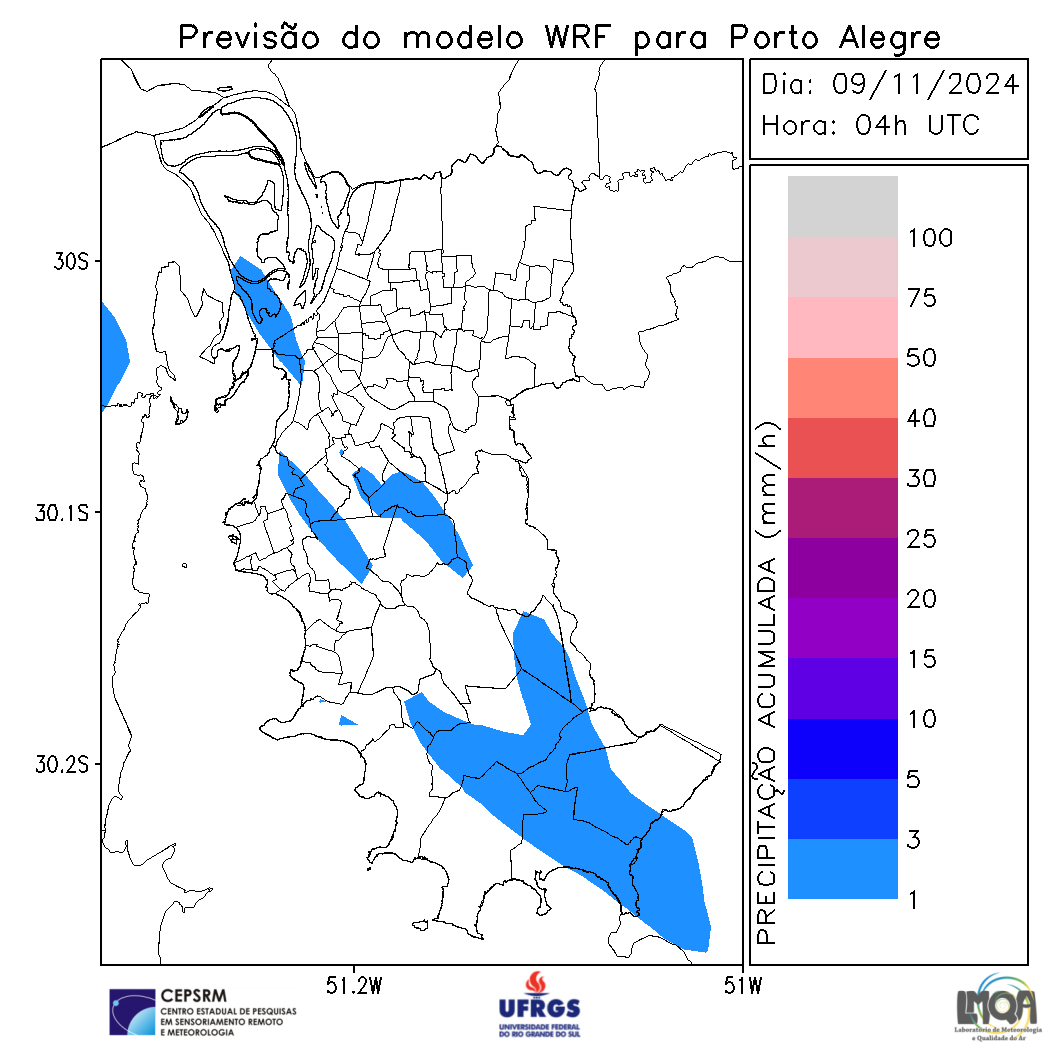 Previsão do modelo WRF para Porto Alegre
Dia: 09/11/2024
Hora: 04h UTC
30S
30.1S
30.2S
51.2W
51W
PRECIPITAÇÃO ACUMULADA (mm/h)
100
75
50
40
30
25
20
15
10
5
3
1
CEPSRM
CENTRO ESTADUAL DE PESQUISAS
EM SENSORIAMENTO REMOTO
E METEOROLOGIA
UFRGS
UNIVERSIDADE FEDERAL
DO RIO GRANDE DO SUL
LMQA
Laboratório de Meteorologia
e Qualidade do Ar